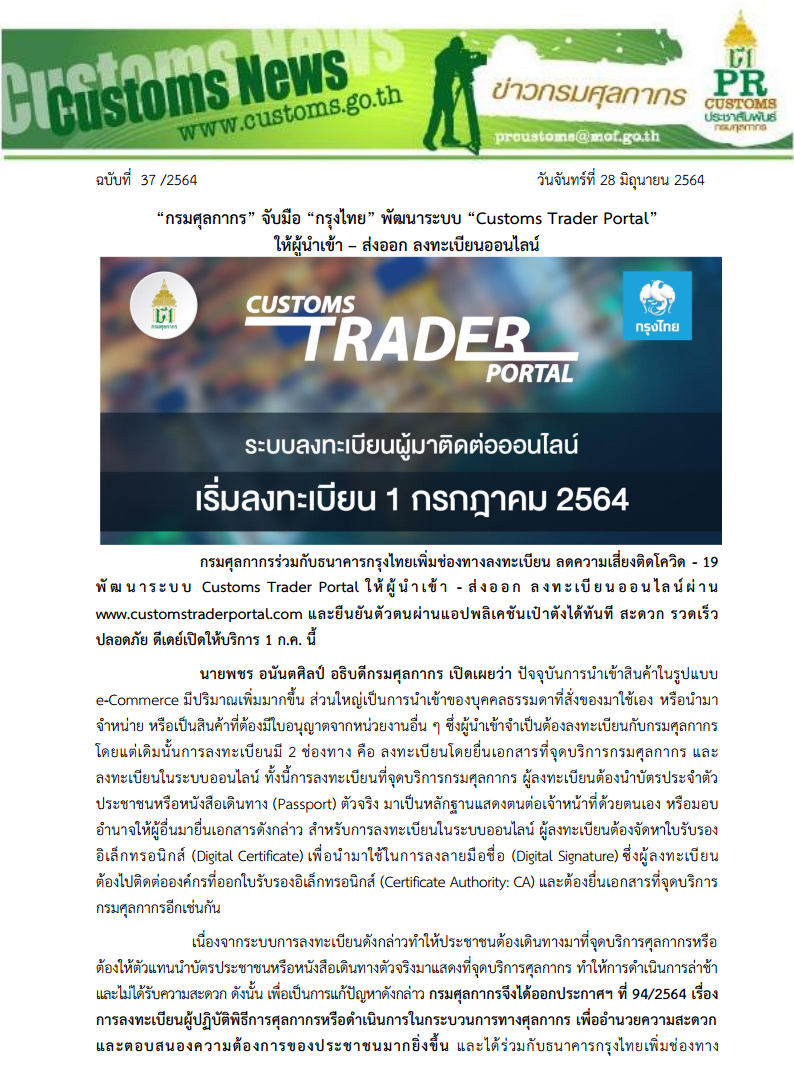 Customs News
Customs News
www.customs.go.th
ข่าวกรมศุลกากร
prcustoms@mof.go.th
PR
CUSTOMS
ประชาสัมพันธ์
กรมศุลกากร
ฉบับที่ 37 /2564
วันจันทร์ที่ 28 มิถุนายน 2564
“กรมศุลกากร” จับมือ “กรุงไทย” พัฒนาระบบ “Customs Trader Portal”
ให้ผู้นำเข้า – ส่งออก ลงทะเบียนออนไลน์
กรมศุลกากร
CUSTOMS
TRADER
PORTAL
กรุงไทย
ระบบลงทะเบียนผู้มาติดต่อออนไลน์
เริ่มลงทะเบียน 1 กรกฎาคม 2564
กรมศุลกากรร่วมกับธนาคารกรุงไทยเพิ่มช่องทางลงทะเบียน ลดความเสี่ยงติดโควิด - 19
พัฒนาระบบ Customs Trader Portal ให้ผู้นำเข้า - ส่งออก ลงทะเบียนออนไลน์ผ่าน
www.customstraderportal.com และยืนยันตัวตนผ่านแอปพลิเคชันเป๋าตังได้ทันที สะดวก รวดเร็ว
ปลอดภัย ดีเดย์เปิดให้บริการ 1 ก.ค. นี้
นายพชร อนันตศิลป์ อธิบดีกรมศุลกากร เปิดเผยว่า ปัจจุบันการนำเข้าสินค้าในรูปแบบ
e-Commerce มีปริมาณเพิ่มมากขึ้น ส่วนใหญ่เป็นการนำเข้าของบุคคลธรรมดาที่สั่งของมาใช้เอง หรือนำมา
จำหน่าย หรือเป็นสินค้าที่ต้องมีใบอนุญาตจากหน่วยงานอื่น ๆ ซึ่งผู้นำเข้าจำเป็นต้องลงทะเบียนกับกรมศุลกากร
โดยแต่เดิมนั้นการลงทะเบียนมี 2 ช่องทาง คือ ลงทะเบียนโดยยื่นเอกสารที่จุดบริการกรมศุลกากร และ
ลงทะเบียนในระบบออนไลน์ ทั้งนี้การลงทะเบียนที่จุดบริการกรมศุลกากร ผู้ลงทะเบียนต้องนำบัตรประจำตัว
ประชาชนหรือหนังสือเดินทาง (Passport) ตัวจริง มาเป็นหลักฐานแสดงตนต่อเจ้าหน้าที่ด้วยตนเอง หรือมอบ
อำนาจให้ผู้อื่นมายื่นเอกสารดังกล่าว สำหรับการลงทะเบียนในระบบออนไลน์ ผู้ลงทะเบียนต้องจัดหาใบรับรอง
อิเล็กทรอนิกส์ (Digital Certificate) เพื่อนำมาใช้ในการลงลายมือชื่อ (Digital Signature) ซึ่งผู้ลงทะเบียน
ต้องไปติดต่อองค์กรที่ออกใบรับรองอิเล็กทรอนิกส์ (Certificate Authority: CA) และต้องยื่นเอกสารที่จุดบริการ
กรมศุลกากรอีกเช่นกัน
เนื่องจากระบบการลงทะเบียนดังกล่าวทำให้ประชาชนต้องเดินทางมาที่จุดบริการศุลกากรหรือ
ต้องให้ตัวแทนนำบัตรประชาชนหรือหนังสือเดินทางตัวจริงมาแสดงที่จุดบริการศุลกากร ทำให้การดำเนินการล่าช้า
และไม่ได้รับความสะดวก ดังนั้น เพื่อเป็นการแก้ปัญหาดังกล่าว กรมศุลกากรจึงได้ออกประกาศฯ ที่ 94/2564 เรื่อง
การลงทะเบียนผู้ปฏิบัติพิธีการศุลกากรหรือดำเนินการในกระบวนการทางศุลกากร เพื่ออำนวยความสะดวก
และตอบสนองความต้องการของประชาชนมากยิ่งขึ้น และได้ร่วมกับธนาคารกรุงไทยเพิ่มช่องทาง